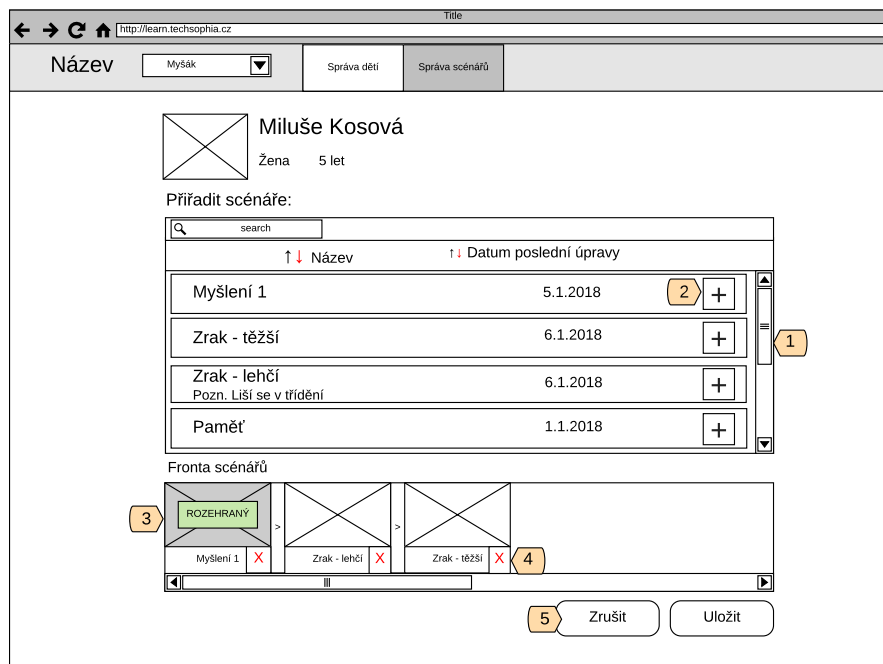 Title
http://learn.techsophia.cz
Název
Myšák
Správa dětí
Správa scénářů
Miluše Kosová
Žena 5 let
Přiřadit scénáře:
search
↑↓ Název ↑↓ Datum poslední úpravy
Myšlení 1 5.1.2018 2 +
1
Zrak - těžší 6.1.2018 +
Zrak - lehčí 6.1.2018 +
Pozn. Liší se v třídění
Paměť 1.1.2018 +
Fronta scénářů
3 ROZEHRANÝ > >
Myšlení 1 X Zrak - lehčí X Zrak - těžší X 4
5 Zrušit Uložit